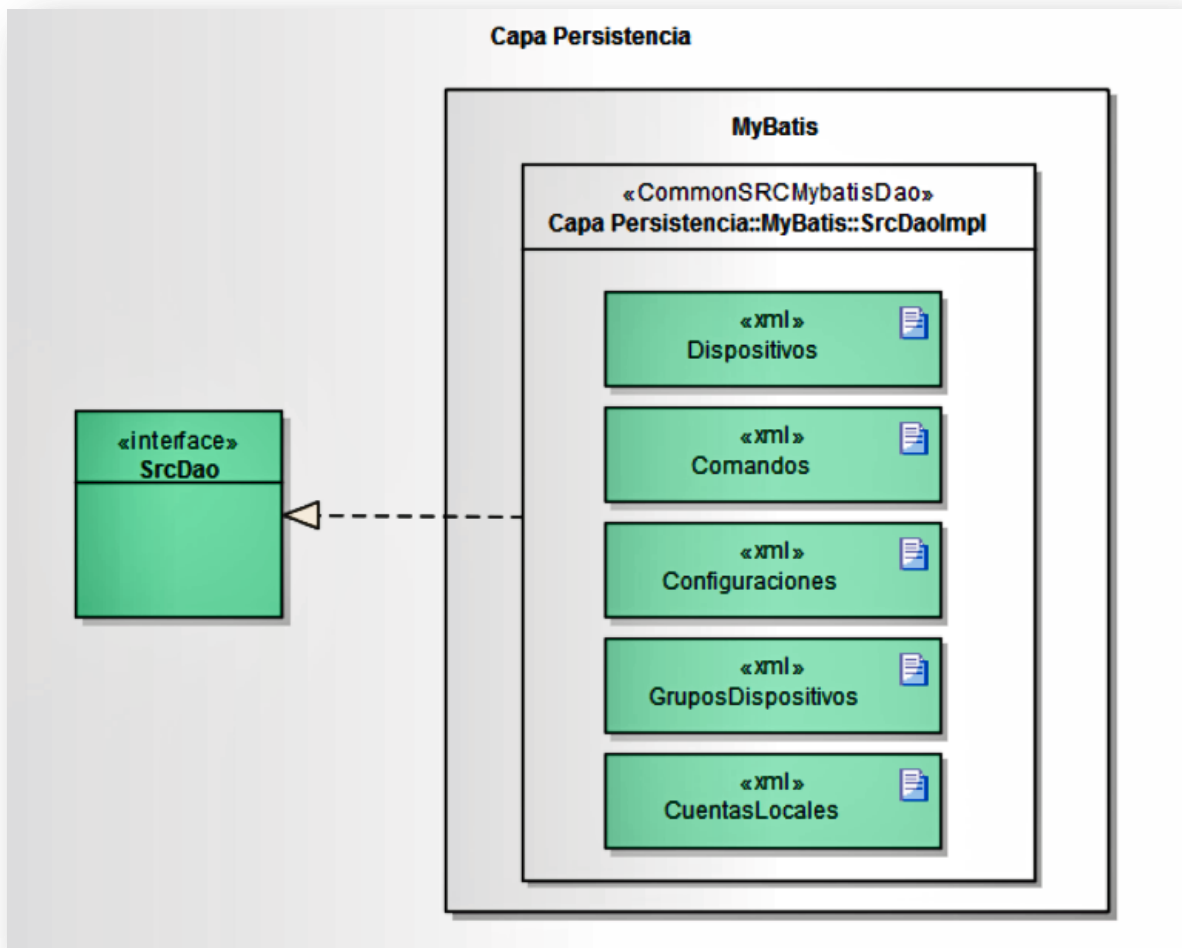 Capa Persistencia
MyBatis
«CommonSRCMybatisDao»
Capa Persistencia::MyBatis::SrcDaoImpl
«xml»
Dispositivos
«xml»
Comandos
«interface»
SrcDao
«xml»
Configuraciones
«xml»
GruposDispositivos
«xml»
CuentasLocales